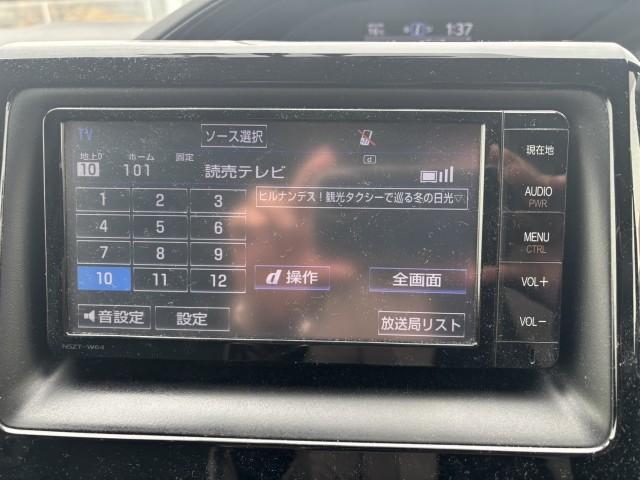 1:37
TV
ソース選択
地上D ホーム 固定
10 101 読売テレビ
d
1 2 3
ヒルナンデス!観光タクシーで巡る冬の日光▽
4 5 6
7 8 9
10 11 12
d 操作
全画面
音設定
設定
放送局リスト
NSZT-W64
現在地
AUDIO
PWR
MENU
CTRL
VOL+
VOL-